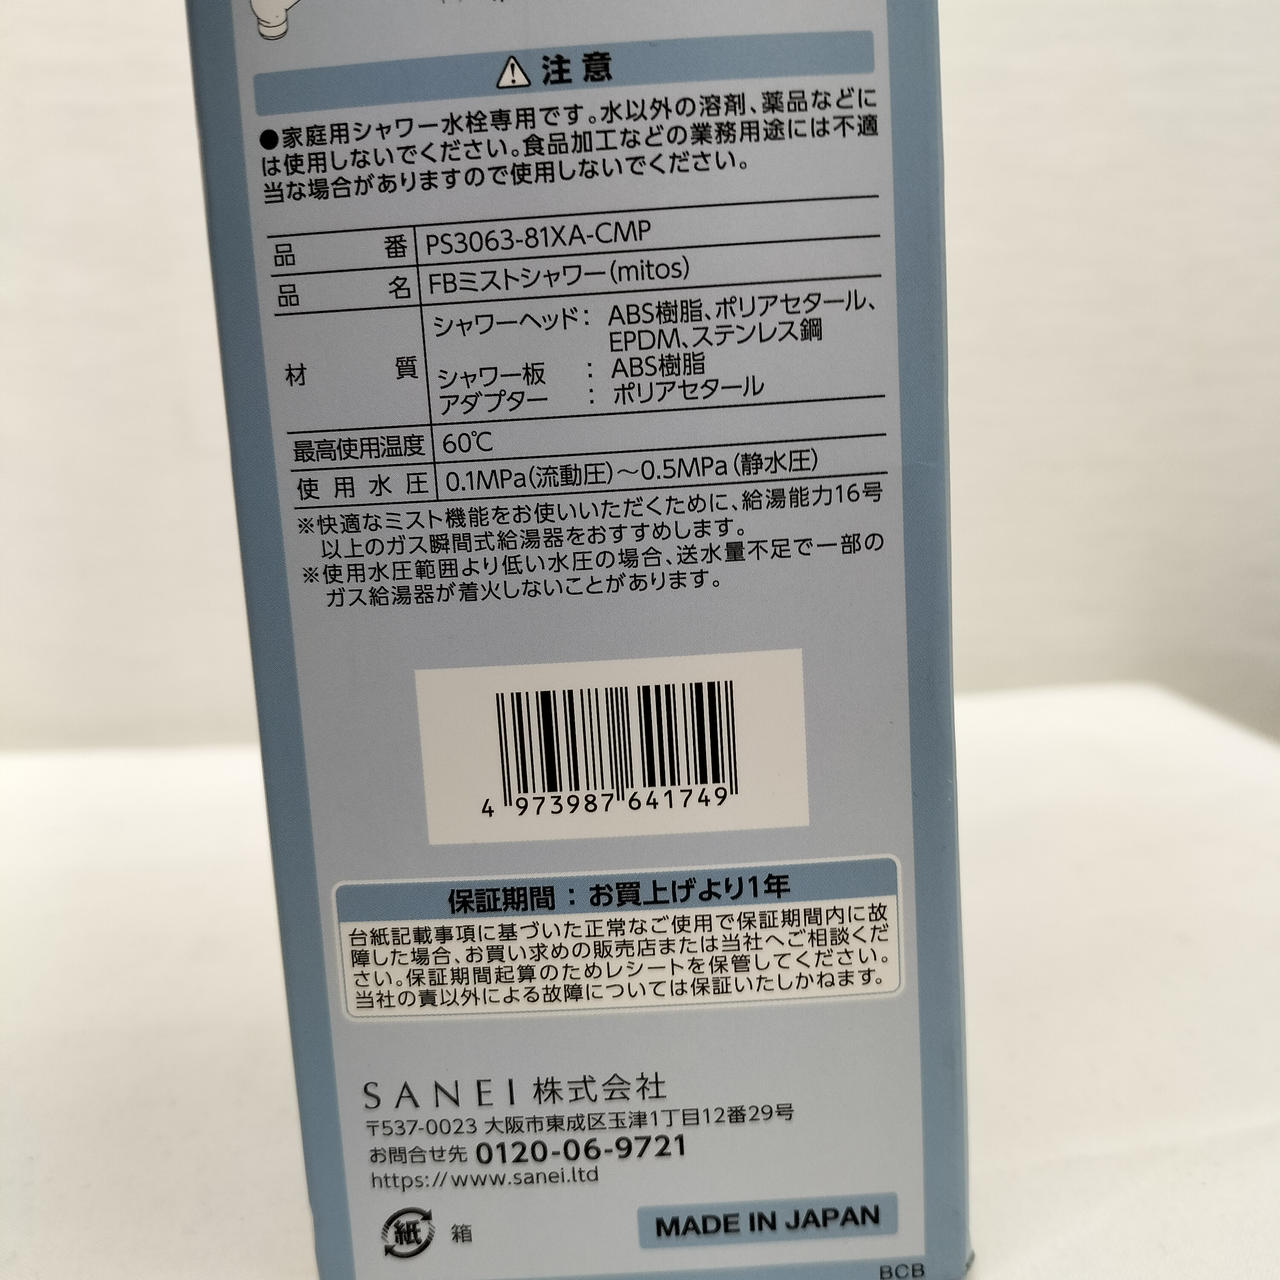 注意
●家庭用シャワー水栓専用です。水以外の溶剤、薬品などに
は使用しないでください。食品加工などの業務用途には不適
当な場合がありますので使用しないでください。
品番 PS3063-81XA-CMP
品名 FBミストシャワー(mitos)
材質 シャワーヘッド: ABS樹脂、ポリアセタール、
EPDM、ステンレス鋼
シャワー板 : ABS樹脂
アダプター : ポリアセタール
最高使用温度 60℃
使用水圧 0.1MPa(流動圧)~0.5MPa(静水圧)
※快適なミスト機能をお使いいただくために、給湯能力16号
以上のガス瞬間式給湯器をおすすめします。
※使用水圧範囲より低い水圧の場合、送水量不足で一部の
ガス給湯器が着火しないことがあります。
4 973987 641749
保証期間:お買上げより1年
台紙記載事項に基づいた正常なご使用で保証期間内に故
障した場合、お買い求めの販売店または当社へご相談くだ
さい。保証期間起算のためレシートを保管してください。
当社の責以外による故障については保証いたしかねます。
SANEI 株式会社
〒537-0023 大阪市東成区玉津1丁目12番29号
お問合せ先 0120-06-9721
https://www.sanei.ltd
紙 箱
MADE IN JAPAN
BCB